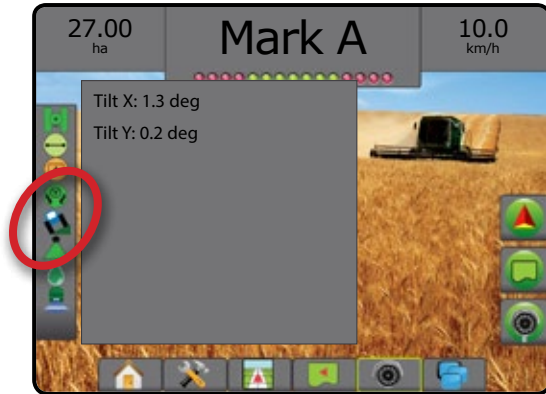 27.00
ha
Mark A
10.0
km/h
Tilt X: 1.3 deg
Tilt Y: 0.2 deg